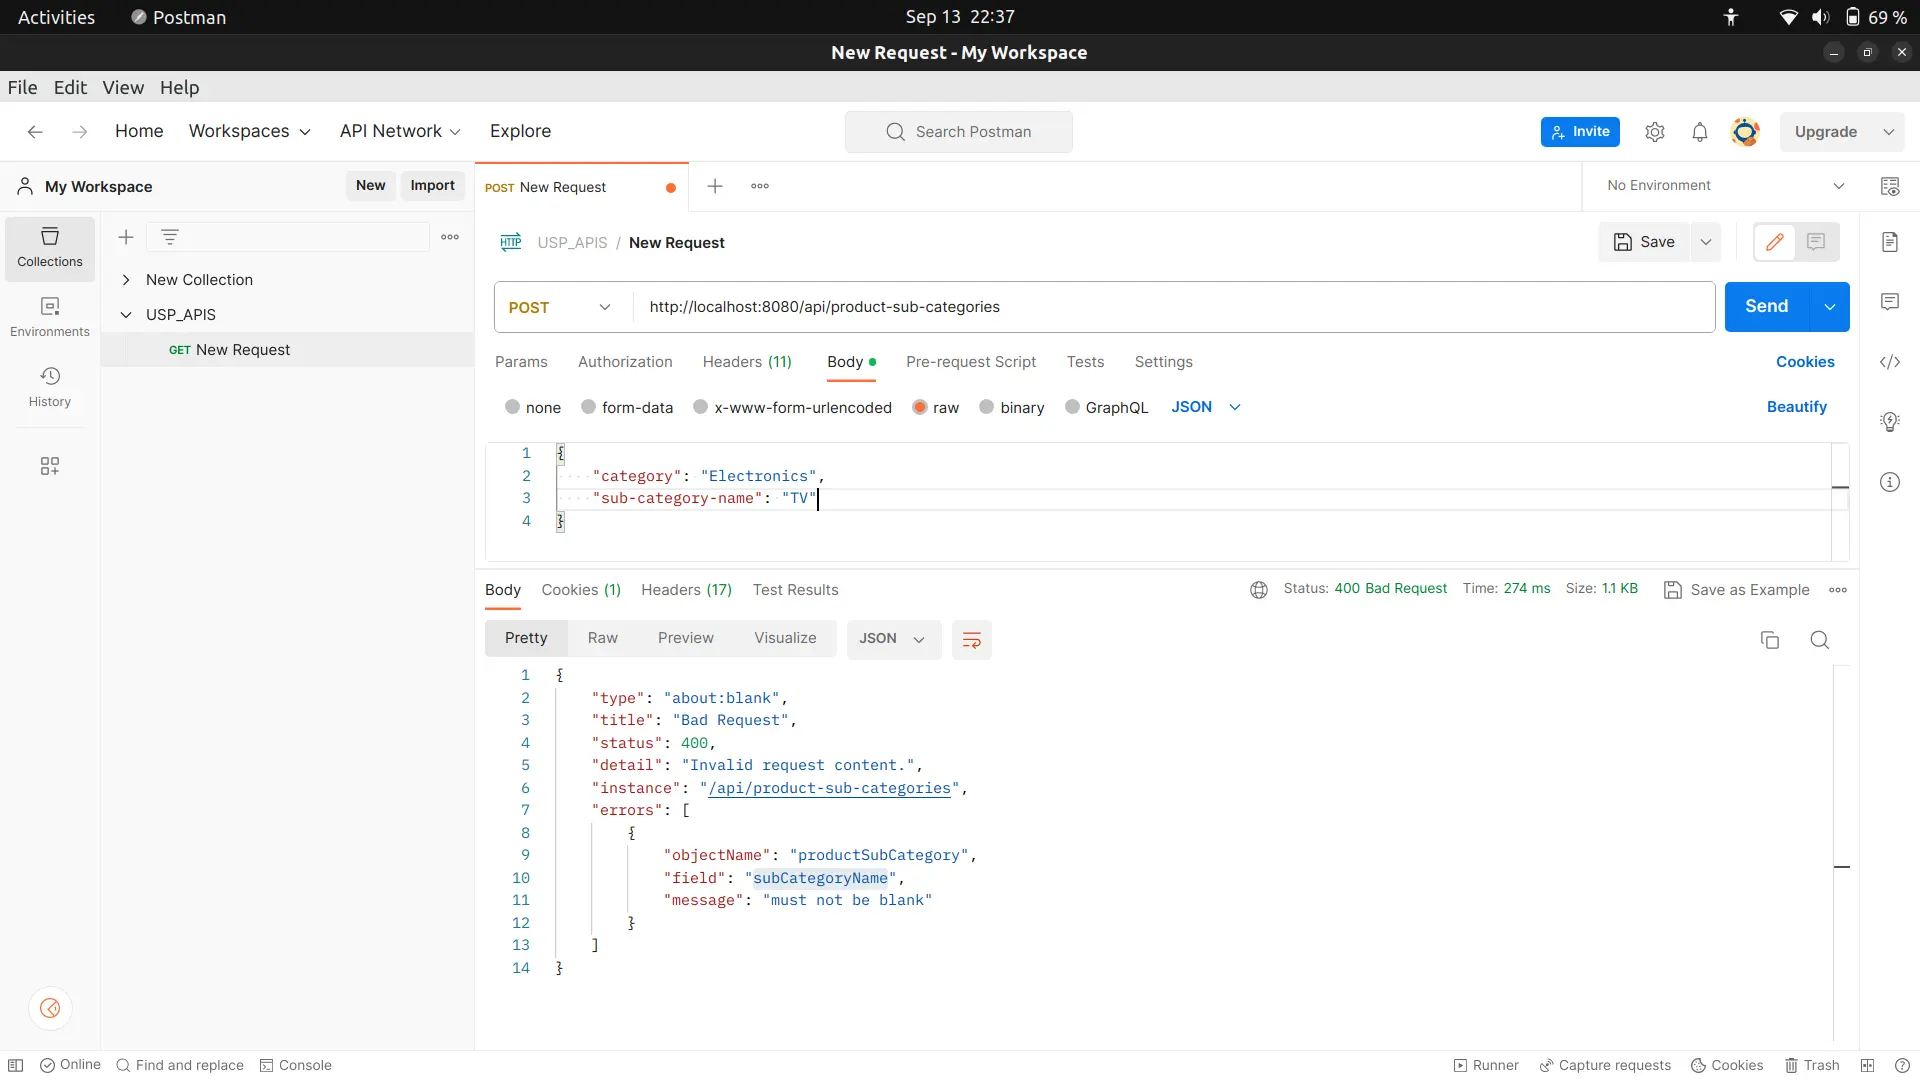 Activities Postman Sep 13 22:37 69 %
New Request - My Workspace
File Edit View Help
Home Workspaces API Network Explore Search Postman Invite Upgrade
My Workspace New Import POST New Request No Environment
Collections
Environments
History
New Collection
USP_APIS
GET New Request
HTTP USP_APIS / New Request Save
POST http://localhost:8080/api/product-sub-categories Send
Params Authorization Headers (11) Body Pre-request Script Tests Settings Cookies
none form-data x-www-form-urlencoded raw binary GraphQL JSON Beautify
1 {
2 "category": "Electronics",
3 "sub-category-name": "TV"
4 }
Body Cookies (1) Headers (17) Test Results Status: 400 Bad Request Time: 274 ms Size: 1.1 KB Save as Example
Pretty Raw Preview Visualize JSON
1 {
2 "type": "about:blank",
3 "title": "Bad Request",
4 "status": 400,
5 "detail": "Invalid request content.",
6 "instance": "/api/product-sub-categories",
7 "errors": [
8 {
9 "objectName": "productSubCategory",
10 "field": "subCategoryName",
11 "message": "must not be blank"
12 }
13 ]
14 }
Online Find and replace Console Runner Capture requests Cookies Trash